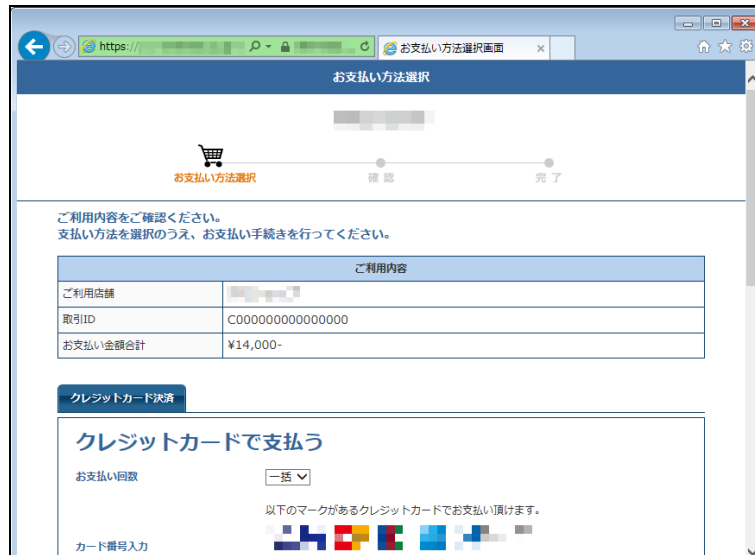 https://
お支払い方法選択画面
お支払い方法選択
お支払い方法選択
確 認
完 了
ご利用内容をご確認ください。
支払い方法を選択のうえ、お支払い手続きを行ってください。
ご利用内容
ご利用店舗
取引ID C000000000000000
お支払い金額合計 ¥14,000-
クレジットカード決済
クレジットカードで支払う
お支払い回数 一括
以下のマークがあるクレジットカードでお支払い頂けます。
カード番号入力